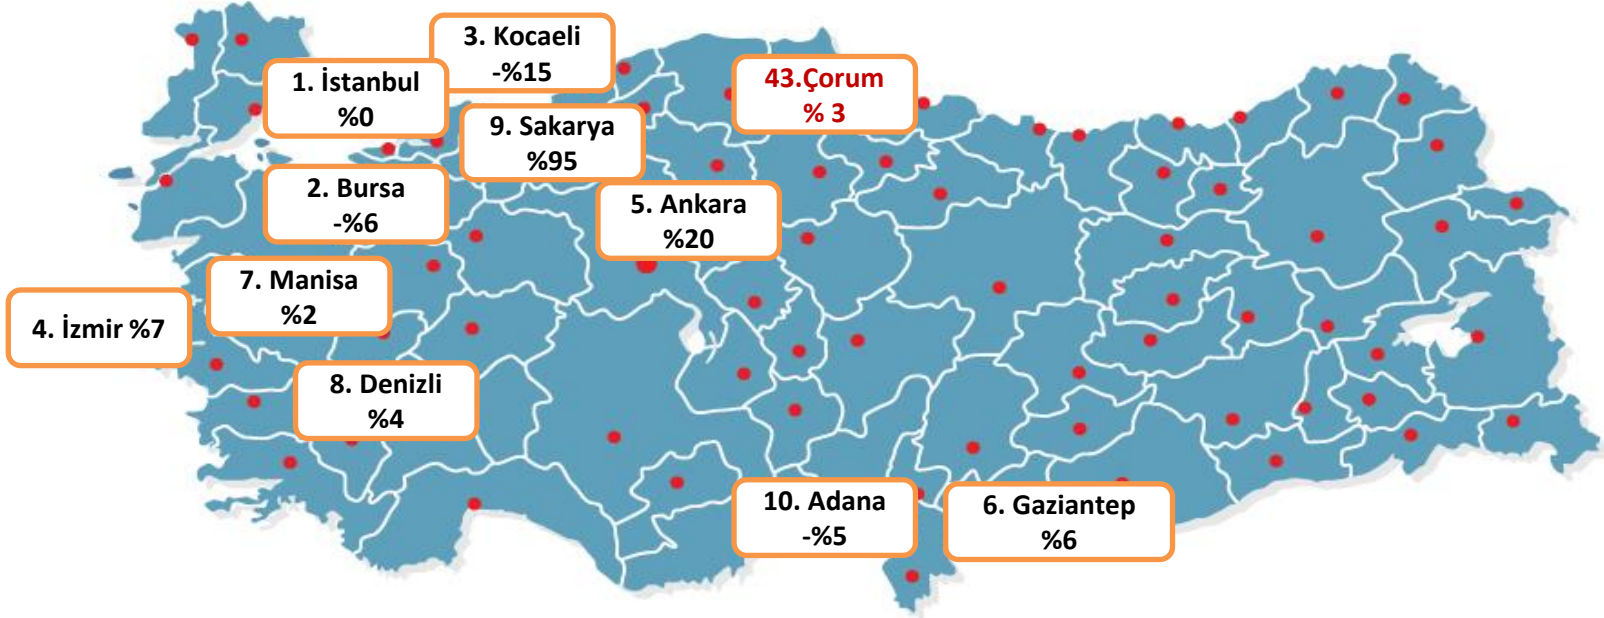 3. Kocaeli
-%15
1. İstanbul
%0
43.Çorum
% 3
9. Sakarya
%95
2. Bursa
-%6
5. Ankara
%20
7. Manisa
%2
4. İzmir %7
8. Denizli
%4
10. Adana
-%5
6. Gaziantep
%6